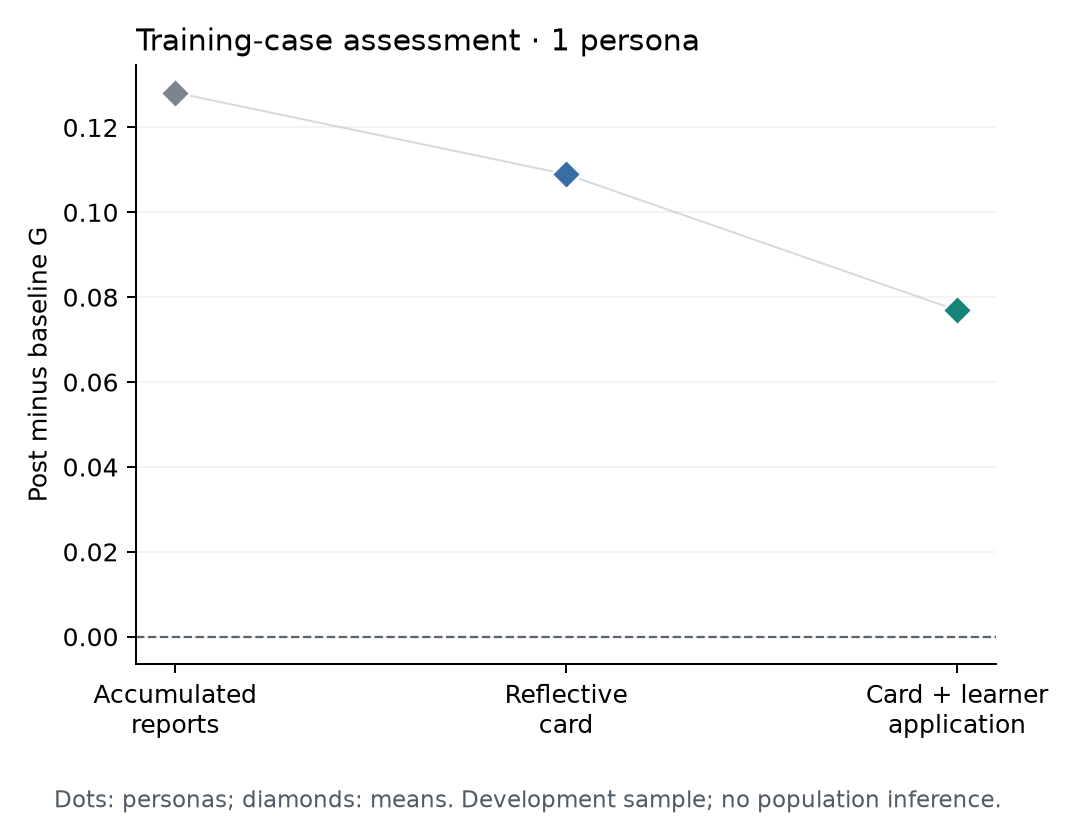 Training-case assessment · 1 persona
Post minus baseline G
0.12
0.10
0.08
0.06
0.04
0.02
0.00
Accumulated
reports
Reflective
card
Card + learner
application
Dots: personas; diamonds: means. Development sample; no population inference.